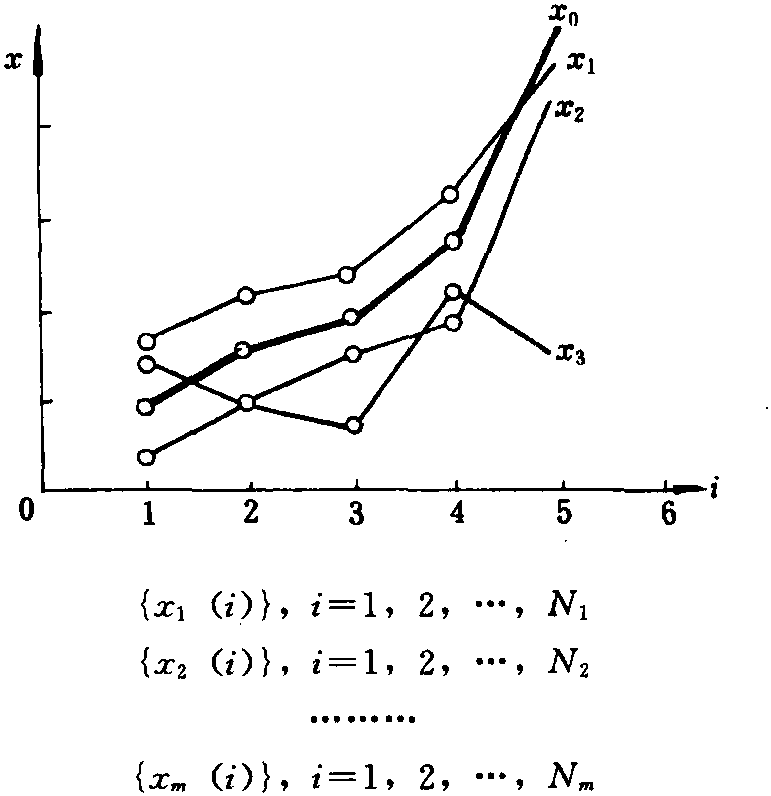 x₀
x
x₁
x₂
x₃
0 1 2 3 4 5 6 i
{x₁ (i)}, i=1, 2, ···, N₁
{x₂ (i)}, i=1, 2, ···, N₂
·········
{xₘ (i)}, i=1, 2, ···, Nₘ